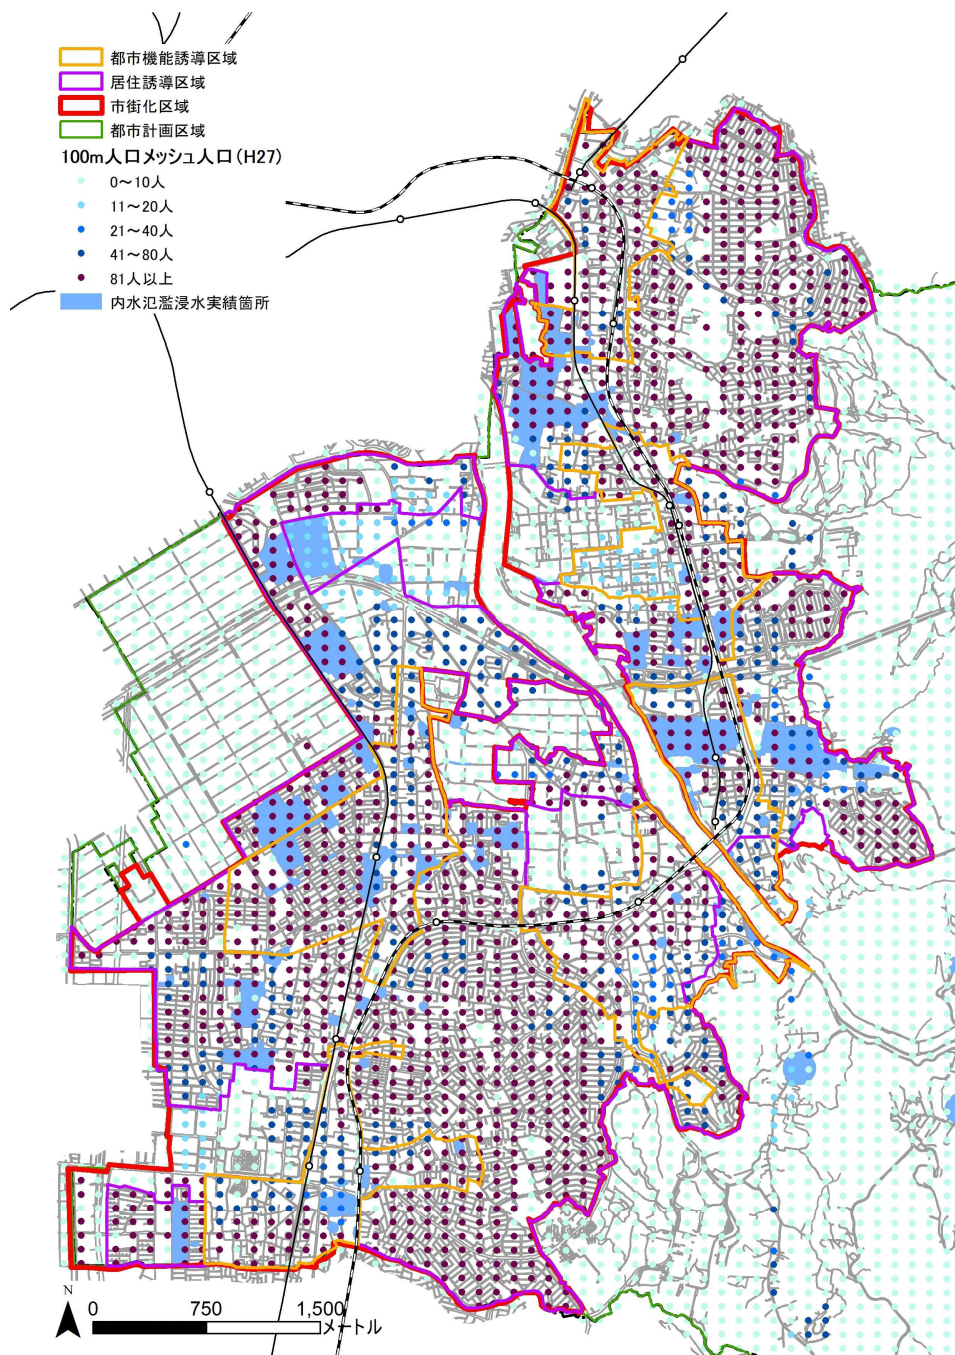 都市機能誘導区域
居住誘導区域
市街化区域
都市計画区域
100m人口メッシュ人口(H27)
0～10人
11～20人
21～40人
41～80人
81人以上
内水氾濫浸水実績箇所
N
0 750 1,500
メートル